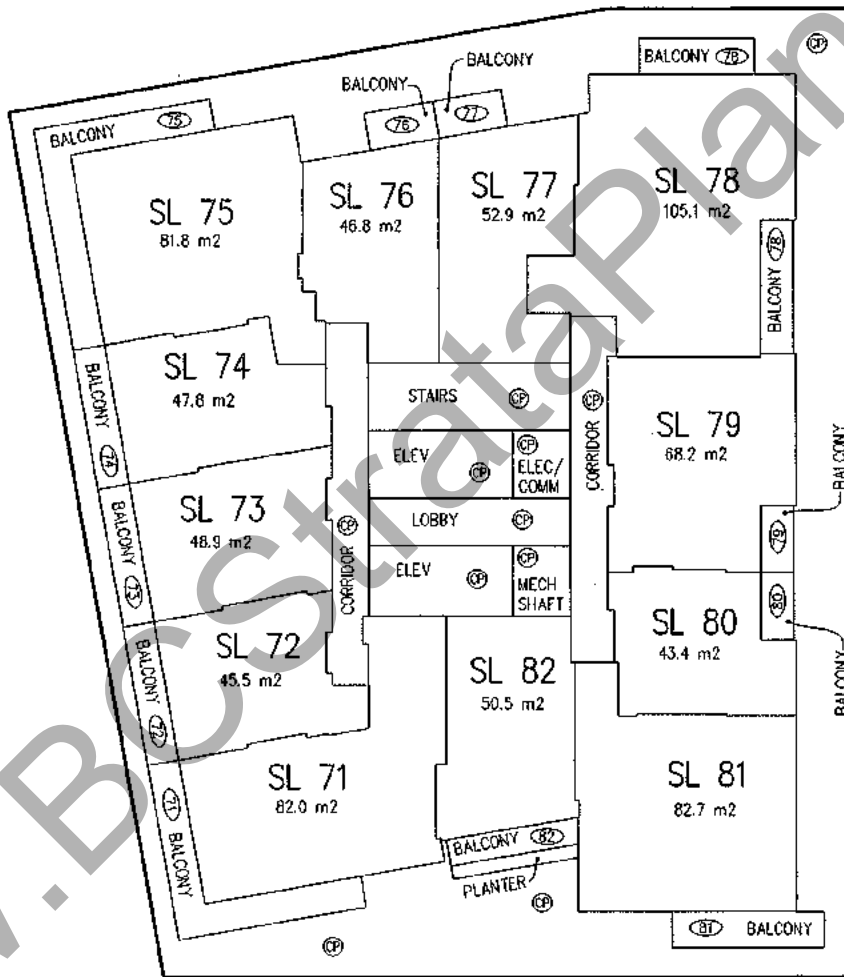 BALCONY 78
CP
BALCONY
BALCONY
BALCONY 75
76
77
SL 75
81.8 m2
SL 76
46.8 m2
SL 77
52.9 m2
SL 78
105.1 m2
BALCONY 78
SL 74
47.8 m2
BALCONY 74
STAIRS CP
CORRIDOR CP
SL 79
68.2 m2
BALCONY
79
ELEV CP
CP
ELEC/
COMM
SL 73
48.9 m2
BALCONY 73
LOBBY CP
CORRIDOR CP
ELEV CP
CP
MECH
SHAFT
SL 80
43.4 m2
80
BALCONY
SL 72
45.5 m2
BALCONY 72
SL 82
50.5 m2
SL 71
82.0 m2
71 BALCONY
SL 81
82.7 m2
BALCONY 82
PLANTER
CP
CP
81 BALCONY
.BCStrataPlan